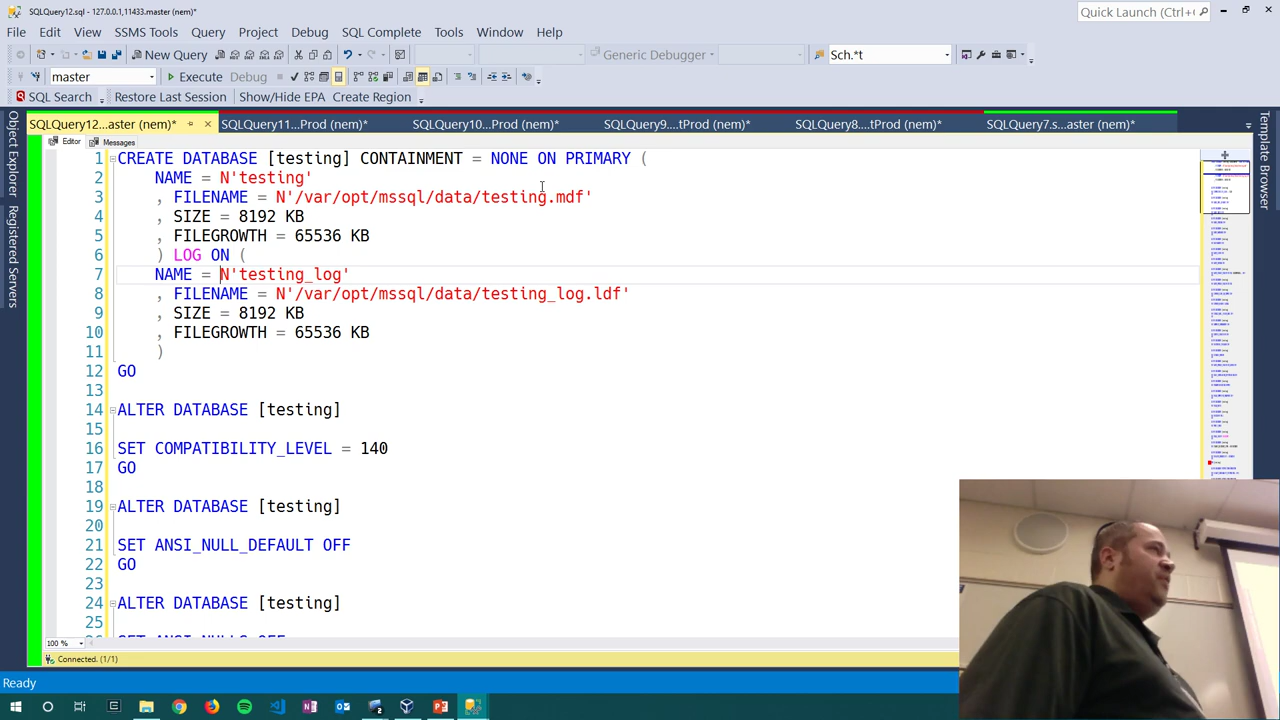 SQLQuery12.sql - 127.0.0.1,11433.master (nem)*
Quick Launch (Ctrl+
File Edit View SSMS Tools Query Project Debug SQL Complete Tools Window Help
New Query Generic Debugger Sch.*t
master Execute Debug
SQL Search Restore Last Session Show/Hide EPA Create Region
SQLQuery12...aster (nem)* SQLQuery11...Prod (nem)* SQLQuery10...Prod (nem)* SQLQuery9....tProd (nem)* SQLQuery8....tProd (nem)* SQLQuery7.s...aster (nem)*
Object Explorer
Registered Servers
Template Browser
Editor Messages
1 CREATE DATABASE [testing] CONTAINMENT = NONE ON PRIMARY (
2 NAME = N'testing'
3 , FILENAME = N'/var/opt/mssql/data/testing.mdf'
4 , SIZE = 8192 KB
5 , FILEGROWTH = 65536 KB
6 ) LOG ON (
7 NAME = N'testing_log'
8 , FILENAME = N'/var/opt/mssql/data/testing_log.ldf'
9 , SIZE = 8192 KB
10 , FILEGROWTH = 65536 KB
11 )
12 GO
13
14 ALTER DATABASE [testing]
15
16 SET COMPATIBILITY_LEVEL = 140
17 GO
18
19 ALTER DATABASE [testing]
20
21 SET ANSI_NULL_DEFAULT OFF
22 GO
23
24 ALTER DATABASE [testing]
25
26 SET ANSI_NULLS OFF
100 %
Connected. (1/1)
Ready